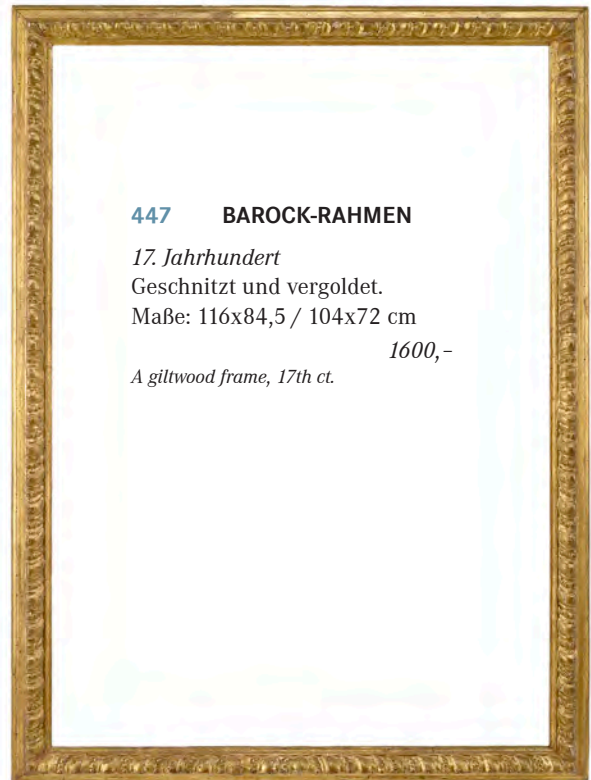 447 BAROCK-RAHMEN
17. Jahrhundert
Geschnitzt und vergoldet.
Maße: 116x84,5 / 104x72 cm
1600,–
A giltwood frame, 17th ct.